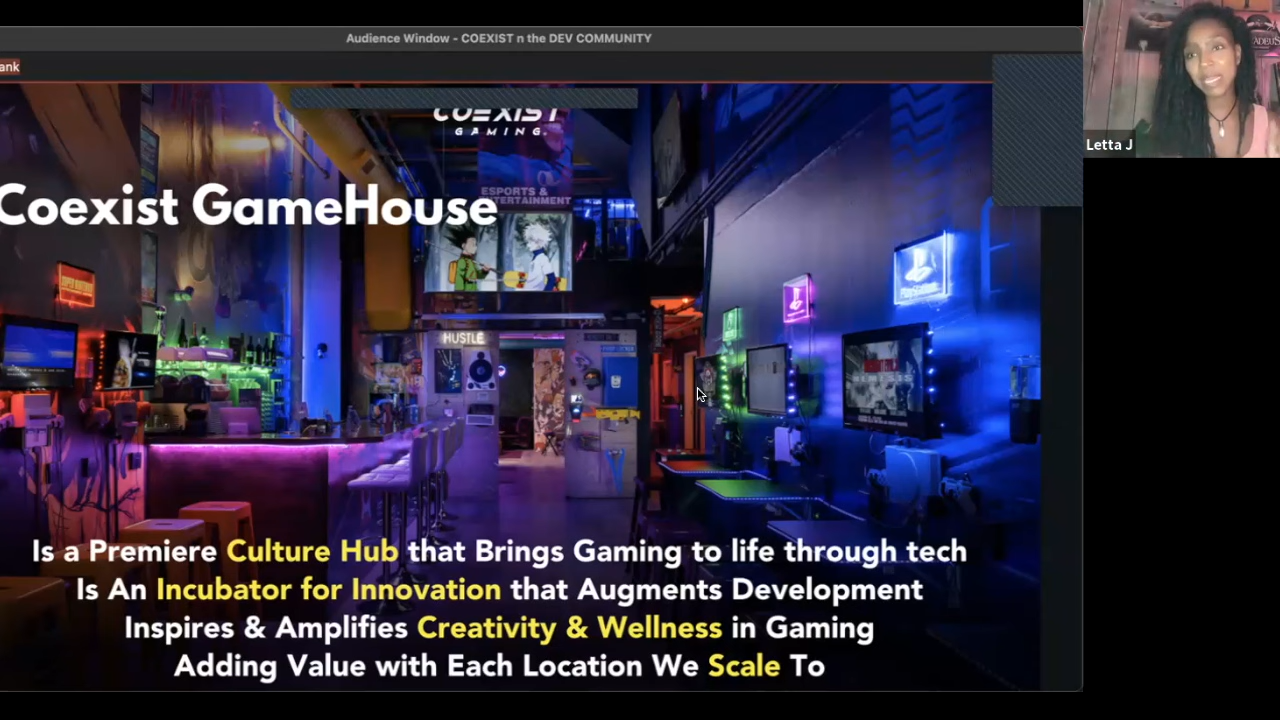 Audience Window - COEXIST n the DEV COMMUNITY
ank
COEXIST
GAMING
Letta J
ESPORTS &
Coexist GameHouse
PlayStation
HUSTLE
Is a Premiere Culture Hub that Brings Gaming to life through tech
Is An Incubator for Innovation that Augments Development
Inspires & Amplifies Creativity & Wellness in Gaming
Adding Value with Each Location We Scale To